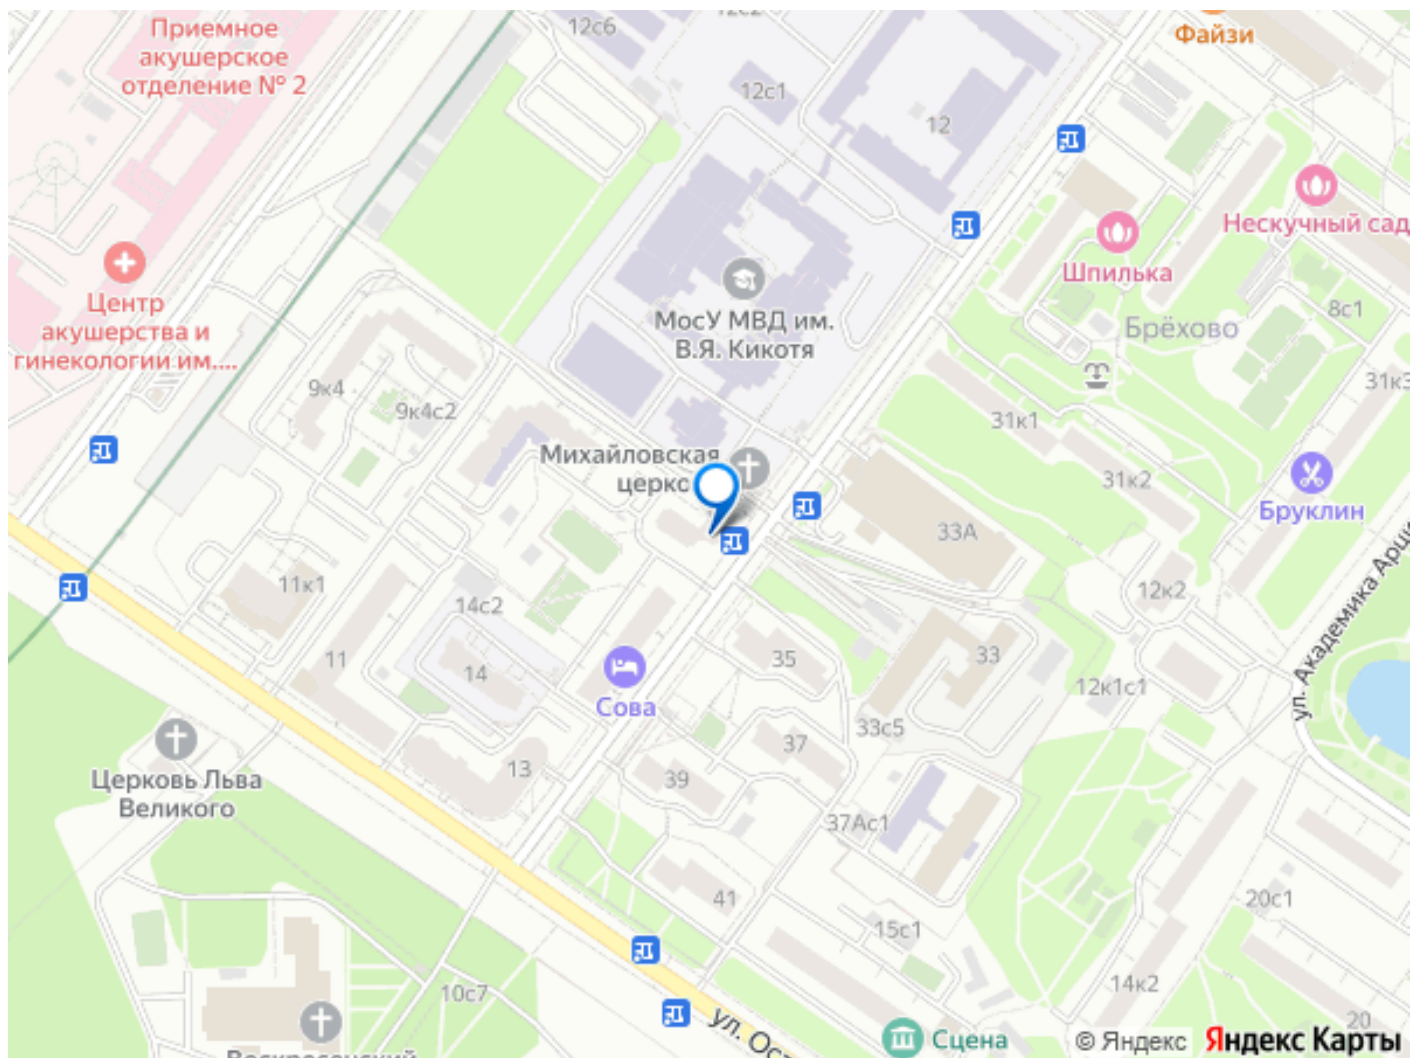 12с6
Файзи
Приемное
акушерское
отделение № 2
12с1
12
Нескучный сад
Шпилька
МосУ МВД им.
В.Я. Кикотя
Центр
акушерства и
гинекологии им....
8с1
Брёхово
9к4
9к4с2
31к1
31к3
Михайловская
церко
31к2
Бруклин
33А
11к1
14с2
12к2
ул. Академика Арци
11
14
35
33
12к1с1
Сова
33с5
37
Церковь Льва
Великого
13
39
37Ас1
41
20с1
15с1
10с7
14к2
ул. Ост
Сцена
20
© Яндекс
Яндекс Карты
Воскресенский